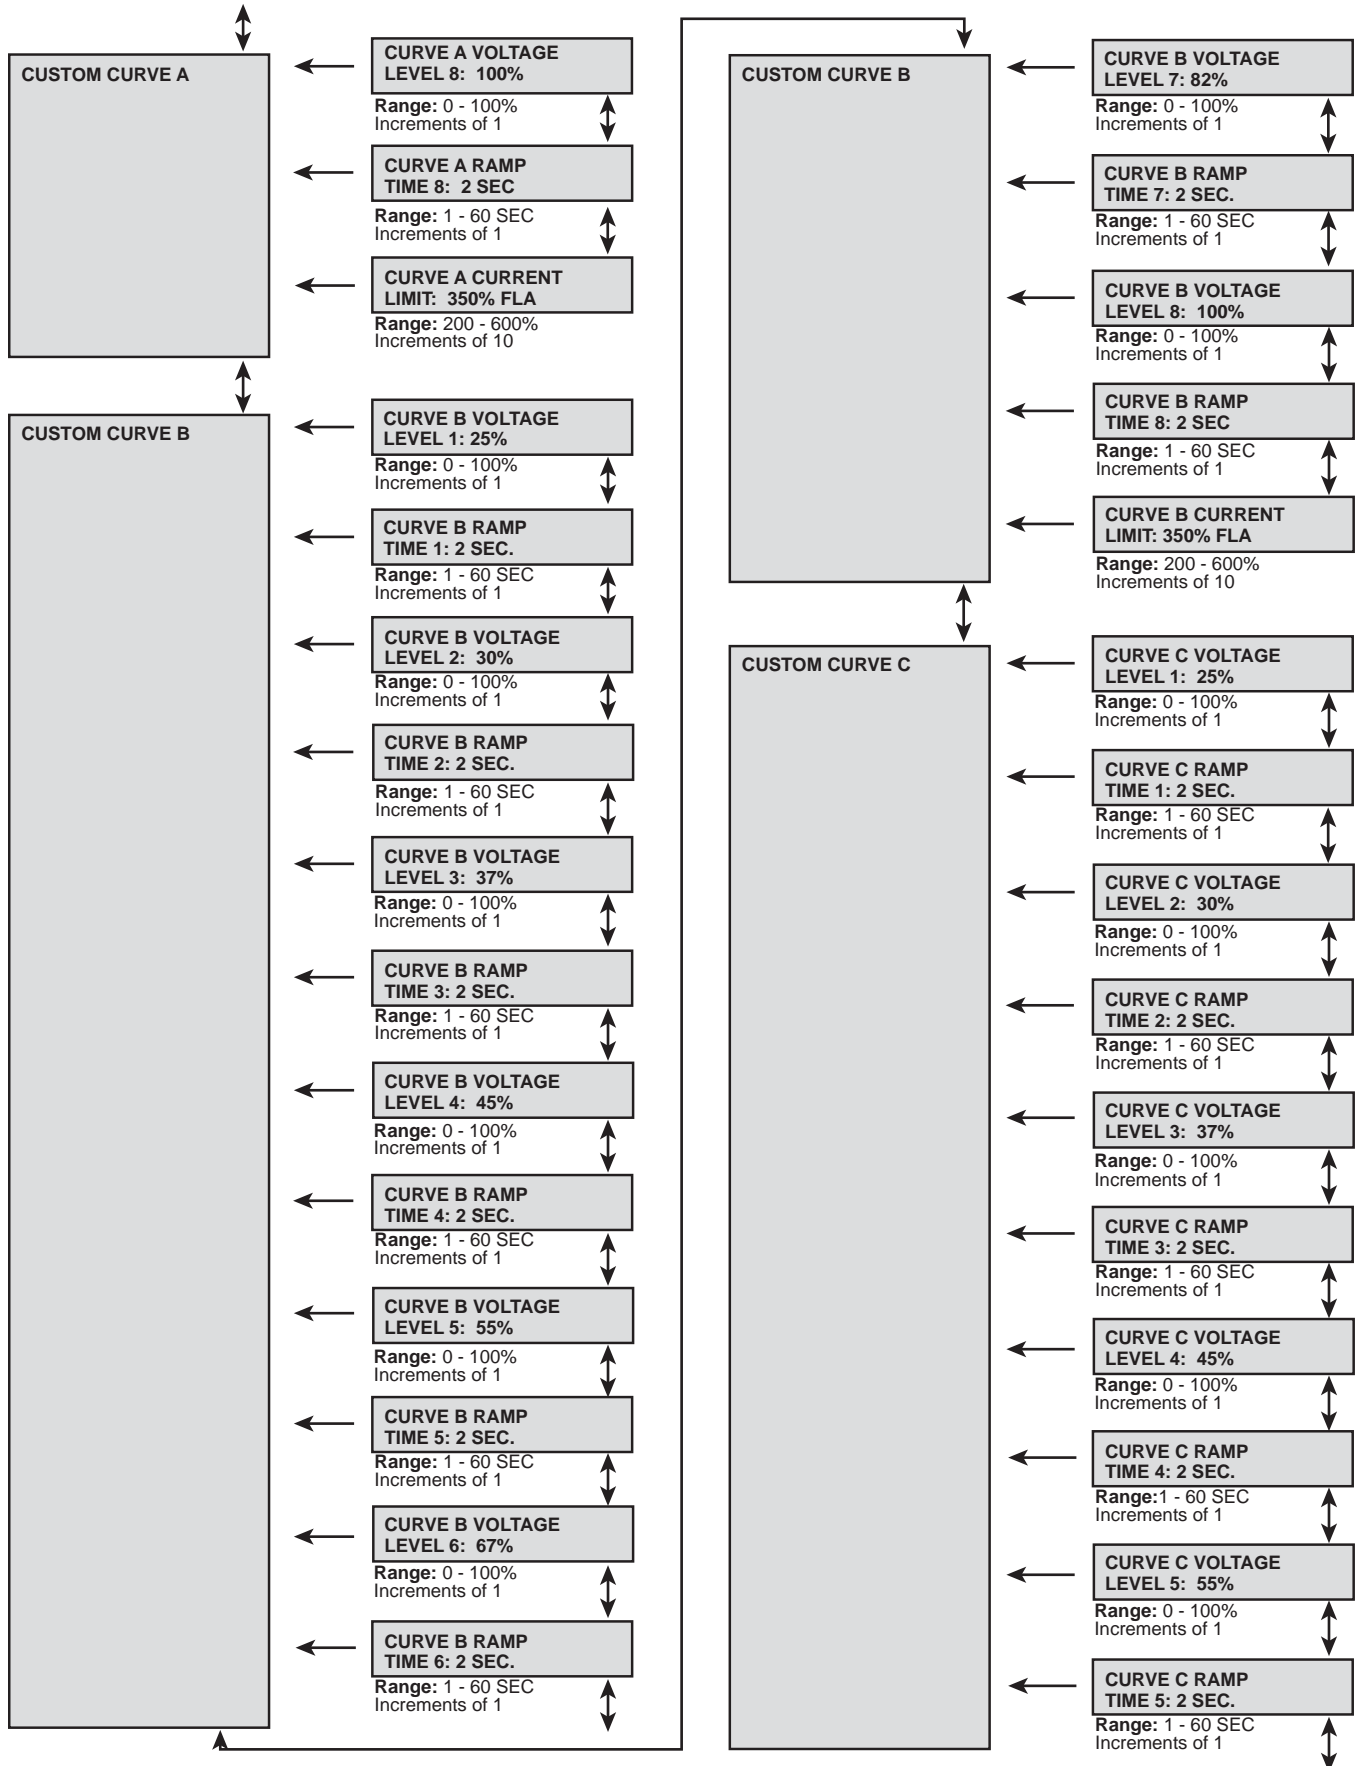 CUSTOM CURVE A
CURVE A VOLTAGE
LEVEL 8: 100%
Range: 0 - 100%
Increments of 1
CURVE A RAMP
TIME 8: 2 SEC
Range: 1 - 60 SEC
Increments of 1
CURVE A CURRENT
LIMIT: 350% FLA
Range: 200 - 600%
Increments of 10
CUSTOM CURVE B
CURVE B VOLTAGE
LEVEL 1: 25%
Range: 0 - 100%
Increments of 1
CURVE B RAMP
TIME 1: 2 SEC.
Range: 1 - 60 SEC
Increments of 1
CURVE B VOLTAGE
LEVEL 2: 30%
Range: 0 - 100%
Increments of 1
CURVE B RAMP
TIME 2: 2 SEC.
Range: 1 - 60 SEC
Increments of 1
CURVE B VOLTAGE
LEVEL 3: 37%
Range: 0 - 100%
Increments of 1
CURVE B RAMP
TIME 3: 2 SEC.
Range: 1 - 60 SEC
Increments of 1
CURVE B VOLTAGE
LEVEL 4: 45%
Range: 0 - 100%
Increments of 1
CURVE B RAMP
TIME 4: 2 SEC.
Range: 1 - 60 SEC
Increments of 1
CURVE B VOLTAGE
LEVEL 5: 55%
Range: 0 - 100%
Increments of 1
CURVE B RAMP
TIME 5: 2 SEC.
Range: 1 - 60 SEC
Increments of 1
CURVE B VOLTAGE
LEVEL 6: 67%
Range: 0 - 100%
Increments of 1
CURVE B RAMP
TIME 6: 2 SEC.
Range: 1 - 60 SEC
Increments of 1
CUSTOM CURVE B
CURVE B VOLTAGE
LEVEL 7: 82%
Range: 0 - 100%
Increments of 1
CURVE B RAMP
TIME 7: 2 SEC.
Range: 1 - 60 SEC
Increments of 1
CURVE B VOLTAGE
LEVEL 8: 100%
Range: 0 - 100%
Increments of 1
CURVE B RAMP
TIME 8: 2 SEC
Range: 1 - 60 SEC
Increments of 1
CURVE B CURRENT
LIMIT: 350% FLA
Range: 200 - 600%
Increments of 10
CUSTOM CURVE C
CURVE C VOLTAGE
LEVEL 1: 25%
Range: 0 - 100%
Increments of 1
CURVE C RAMP
TIME 1: 2 SEC.
Range: 1 - 60 SEC
Increments of 1
CURVE C VOLTAGE
LEVEL 2: 30%
Range: 0 - 100%
Increments of 1
CURVE C RAMP
TIME 2: 2 SEC.
Range: 1 - 60 SEC
Increments of 1
CURVE C VOLTAGE
LEVEL 3: 37%
Range: 0 - 100%
Increments of 1
CURVE C RAMP
TIME 3: 2 SEC.
Range: 1 - 60 SEC
Increments of 1
CURVE C VOLTAGE
LEVEL 4: 45%
Range: 0 - 100%
Increments of 1
CURVE C RAMP
TIME 4: 2 SEC.
Range:1 - 60 SEC
Increments of 1
CURVE C VOLTAGE
LEVEL 5: 55%
Range: 0 - 100%
Increments of 1
CURVE C RAMP
TIME 5: 2 SEC.
Range: 1 - 60 SEC
Increments of 1